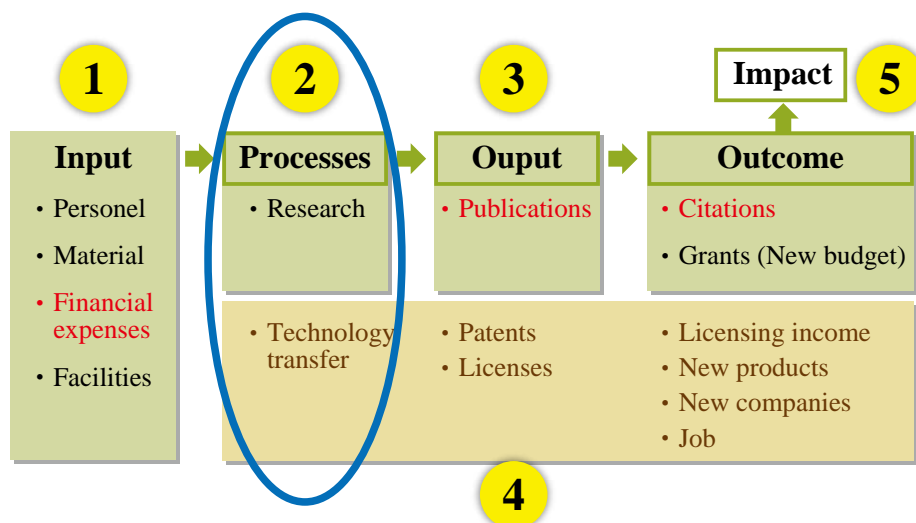 1
2
3
Impact
5
Input
Processes
Ouput
Outcome
• Personel
• Material
• Financial
expenses
• Facilities
• Research
• Publications
• Citations
• Grants (New budget)
• Technology
transfer
• Patents
• Licenses
• Licensing income
• New products
• New companies
• Job
4